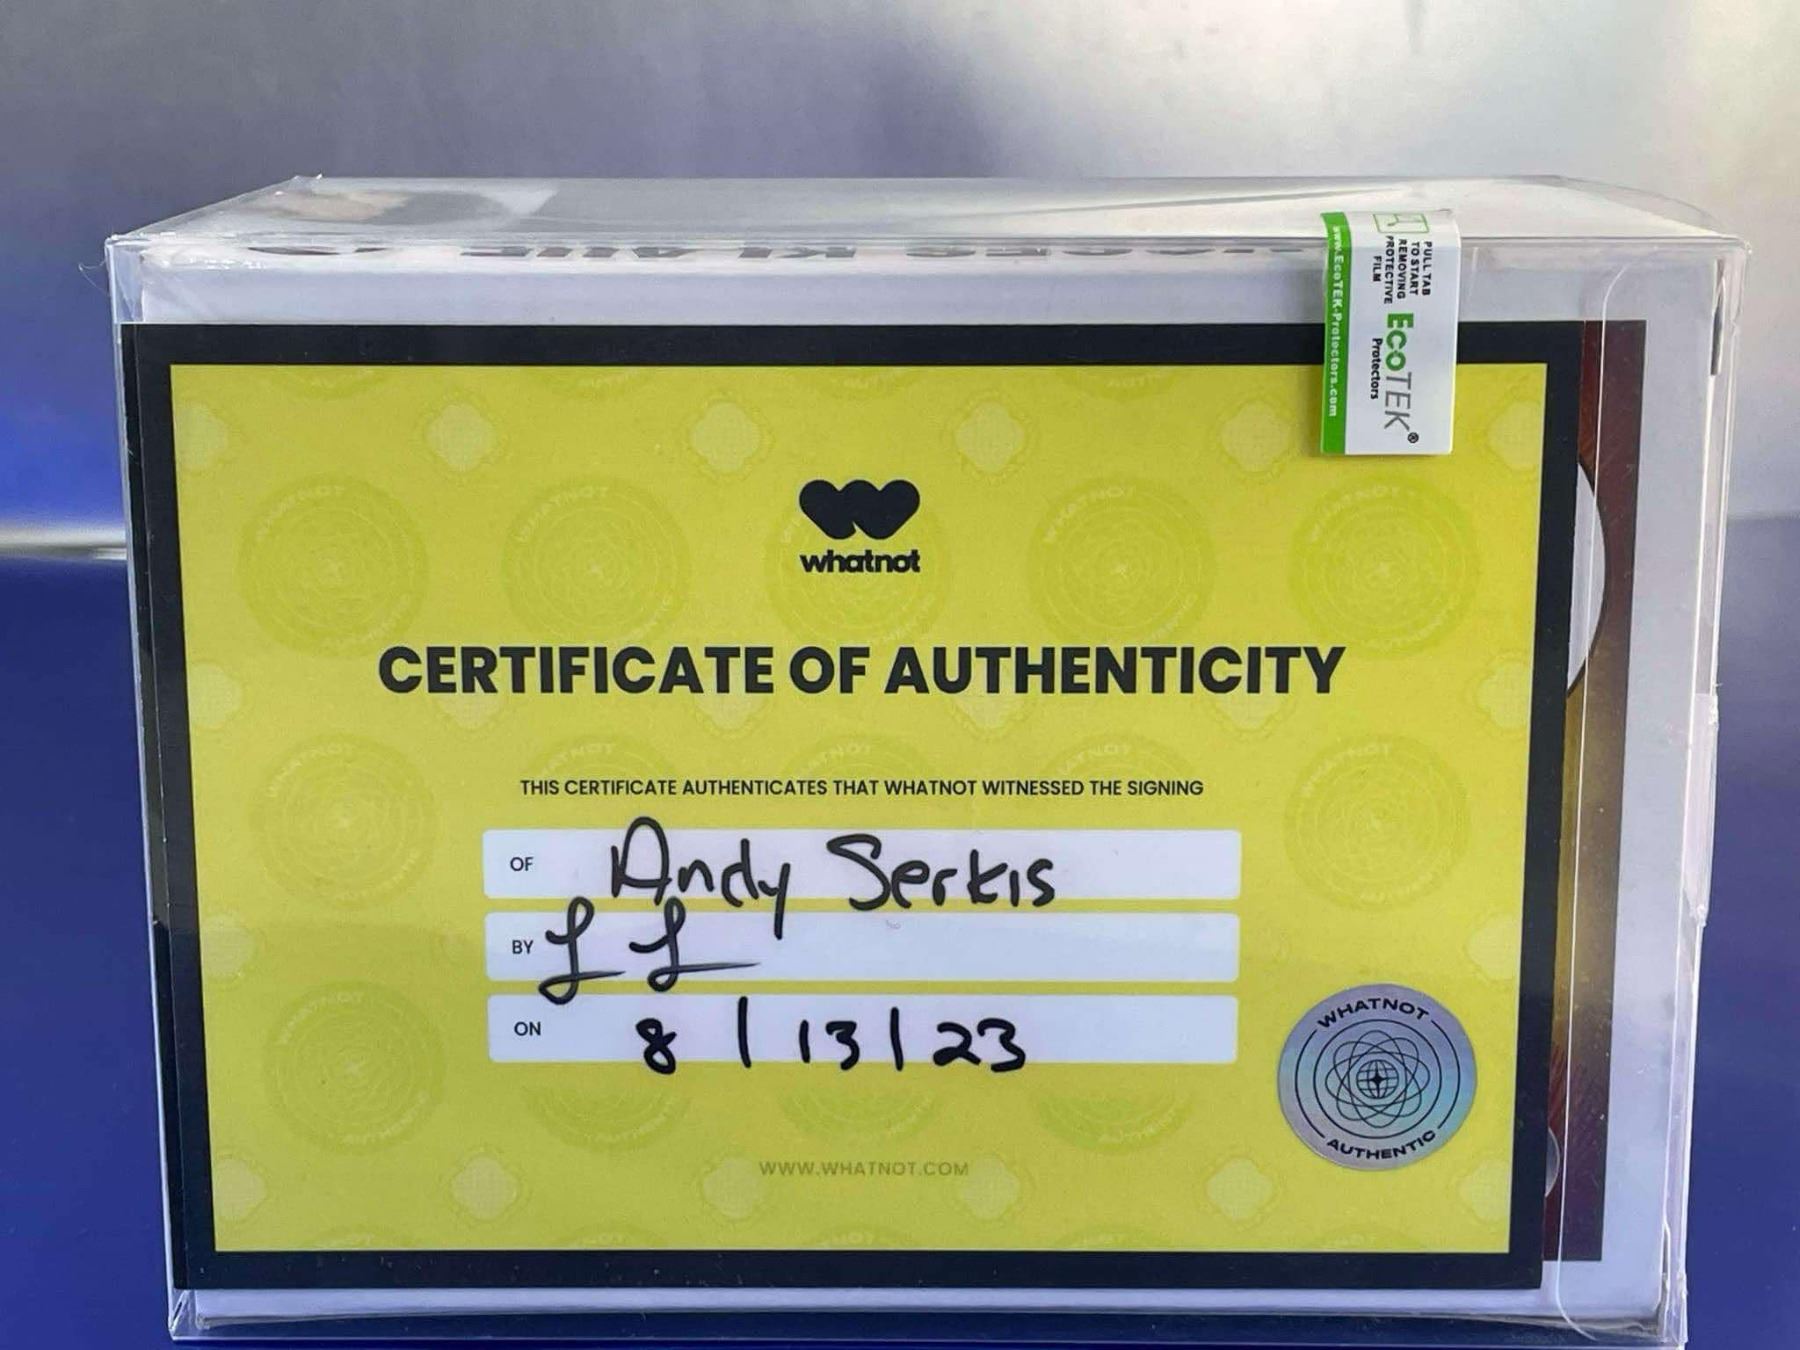 PULL TAB
TO START
REMOVING
PROTECTIVE
FILM
EcoTEK®
Protectors
www.EcoTEK-Protectors.com
whatnot
CERTIFICATE OF AUTHENTICITY
THIS CERTIFICATE AUTHENTICATES THAT WHATNOT WITNESSED THE SIGNING
OF Andy Serkis
BY
ON 8/13/23
WHATNOT
AUTHENTIC
WWW.WHATNOT.COM